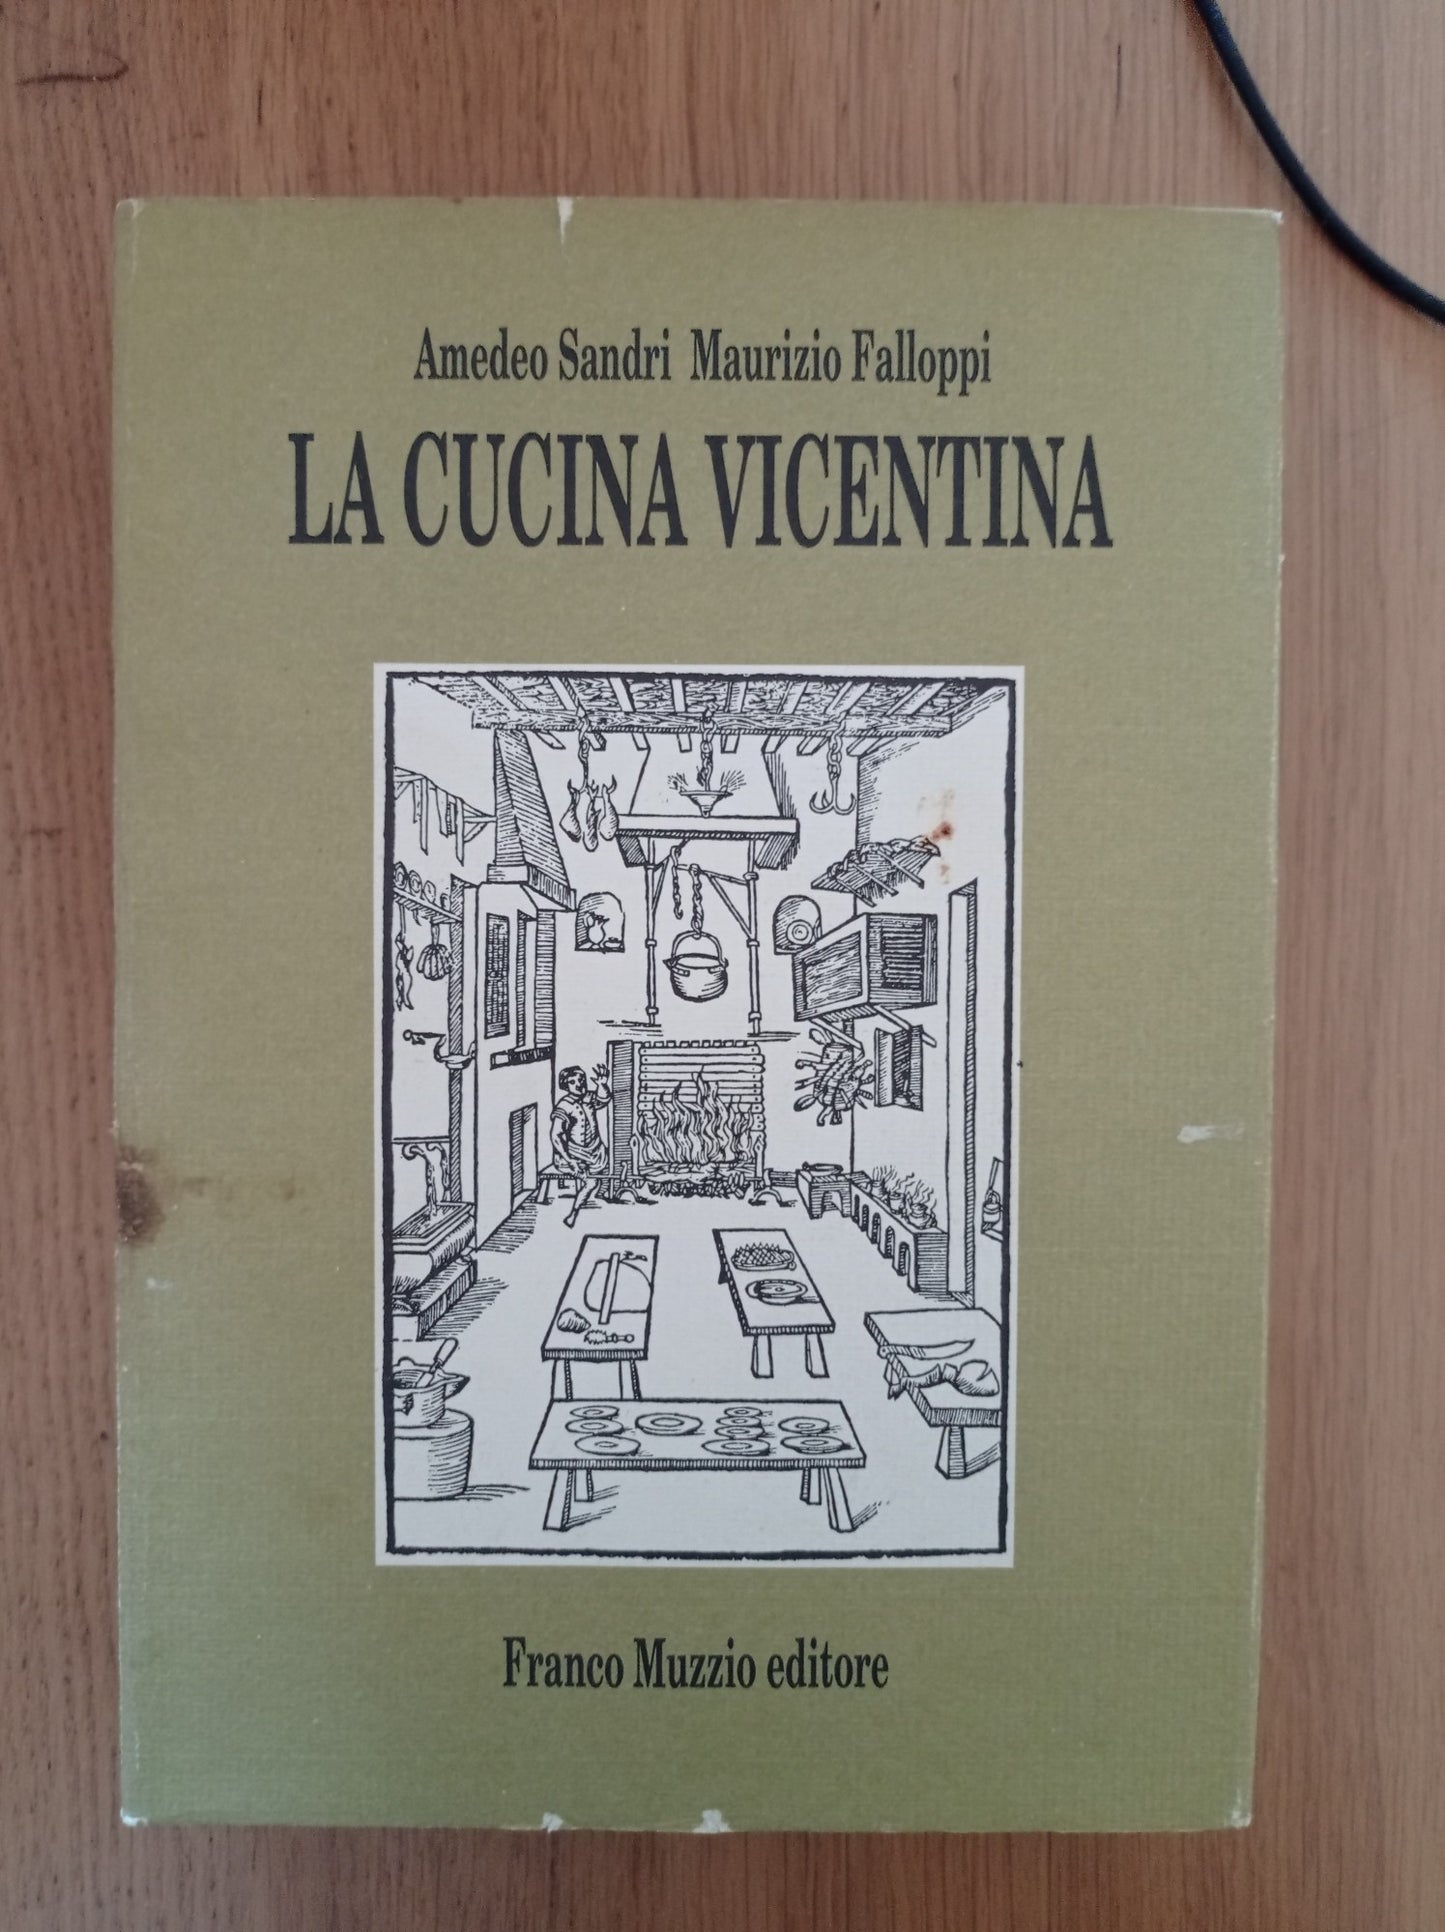 Amedeo Sandri Maurizio Falloppi
LA CUCINA VICENTINA
Franco Muzzio editore